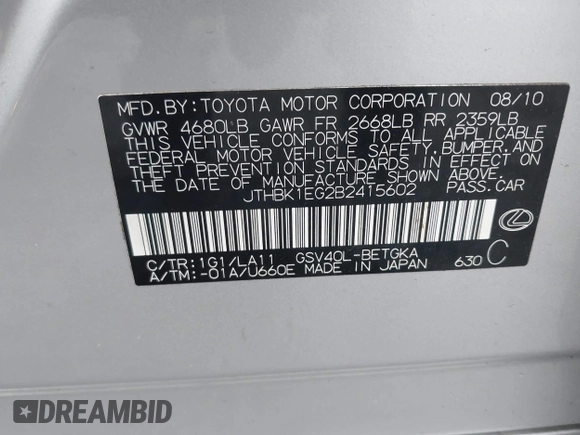 MFD.BY:TOYOTA MOTOR CORPORATION 08/10
GVWR 4680LB GAWR FR 2668LB RR 2359LB
THIS VEHICLE CONFORMS TO ALL APPLICABLE
FEDERAL MOTOR VEHICLE SAFETY,BUMPER,AND
THEFT PREVENTION STANDARDS IN EFFECT ON
THE DATE OF MANUFACTURE SHOWN ABOVE.
JTHBK1EG2B2415602 PASS.CAR
C/TR:1G1/LA11 GSV40L-BETGKA
A/TM:-01A/U660E MADE IN JAPAN 630 C
DREAMBID